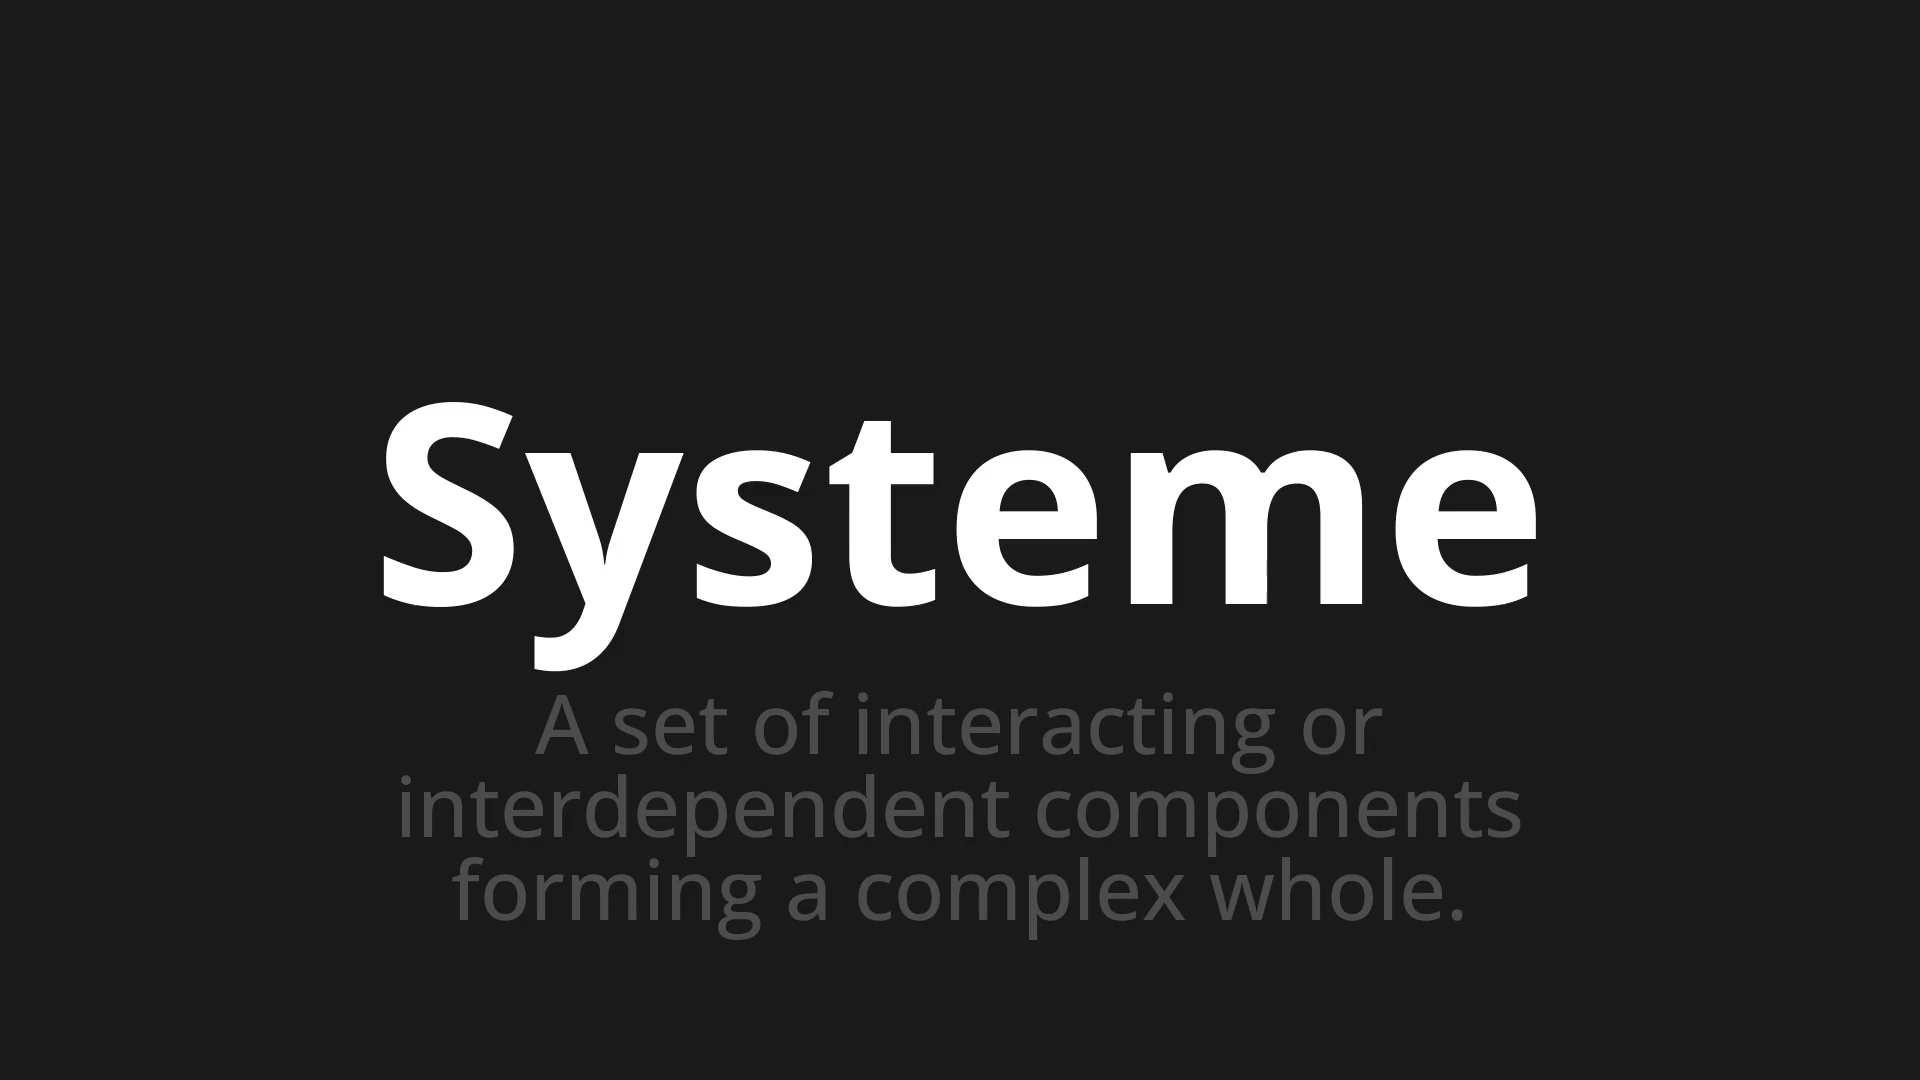 Systeme
A set of interacting or
interdependent components
forming a complex whole.